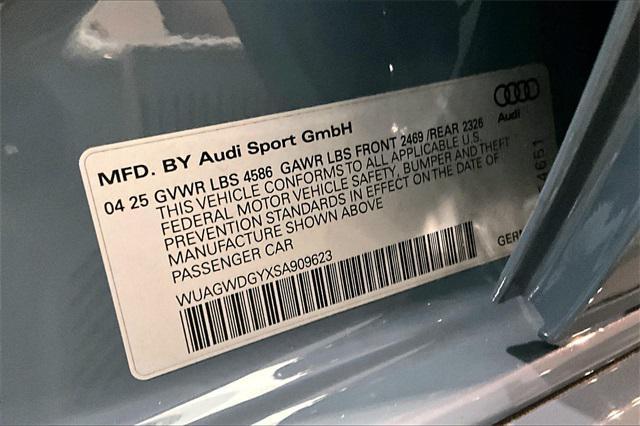 Audi
MFD. BY Audi Sport GmbH
04 25 GVWR LBS 4586 GAWR LBS FRONT 2469 /REAR 2326
THIS VEHICLE CONFORMS TO ALL APPLICABLE U.S.
FEDERAL MOTOR VEHICLE SAFETY, BUMPER AND THEFT
PREVENTION STANDARDS IN EFFECT ON THE DATE OF
MANUFACTURE SHOWN ABOVE
PASSENGER CAR
WUAGWDGYXSA909623